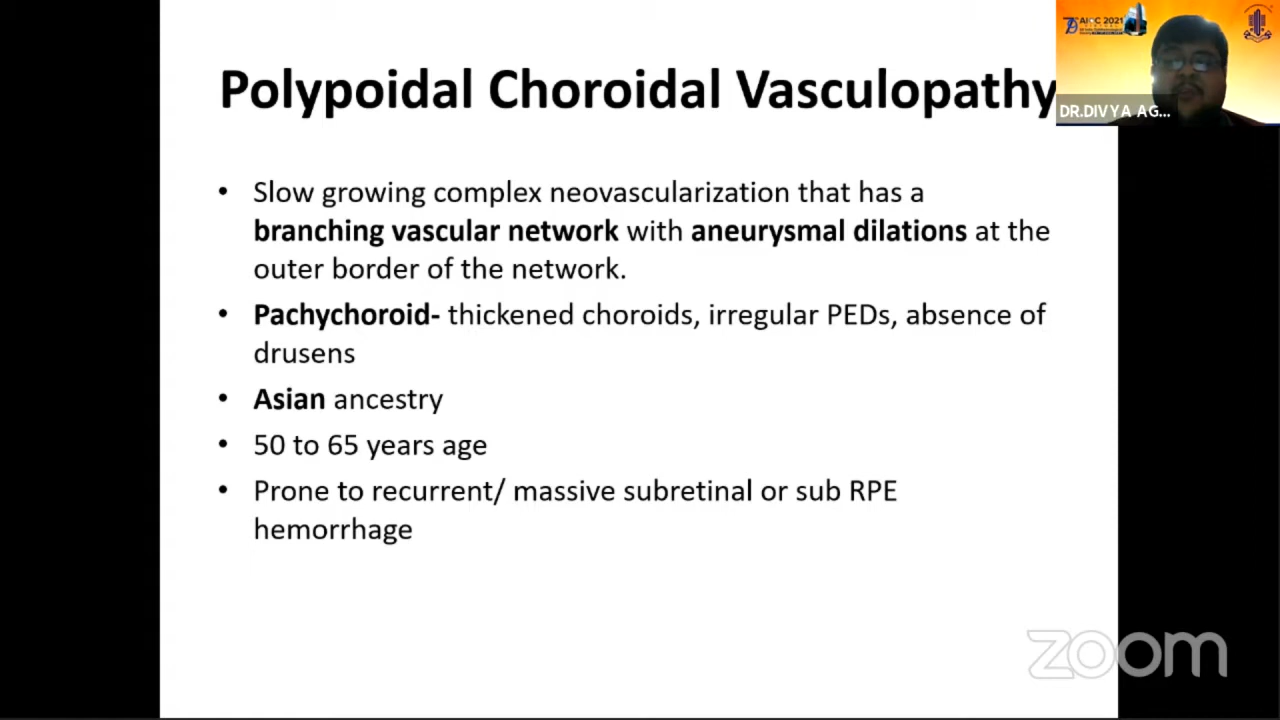 Polypoidal Choroidal Vasculopathy
AIOC 2021
DR.DIVYA AG...
• Slow growing complex neovascularization that has a
branching vascular network with aneurysmal dilations at the
outer border of the network.
• Pachychoroid- thickened choroids, irregular PEDs, absence of
drusens
• Asian ancestry
• 50 to 65 years age
• Prone to recurrent/ massive subretinal or sub RPE
hemorrhage
zoom